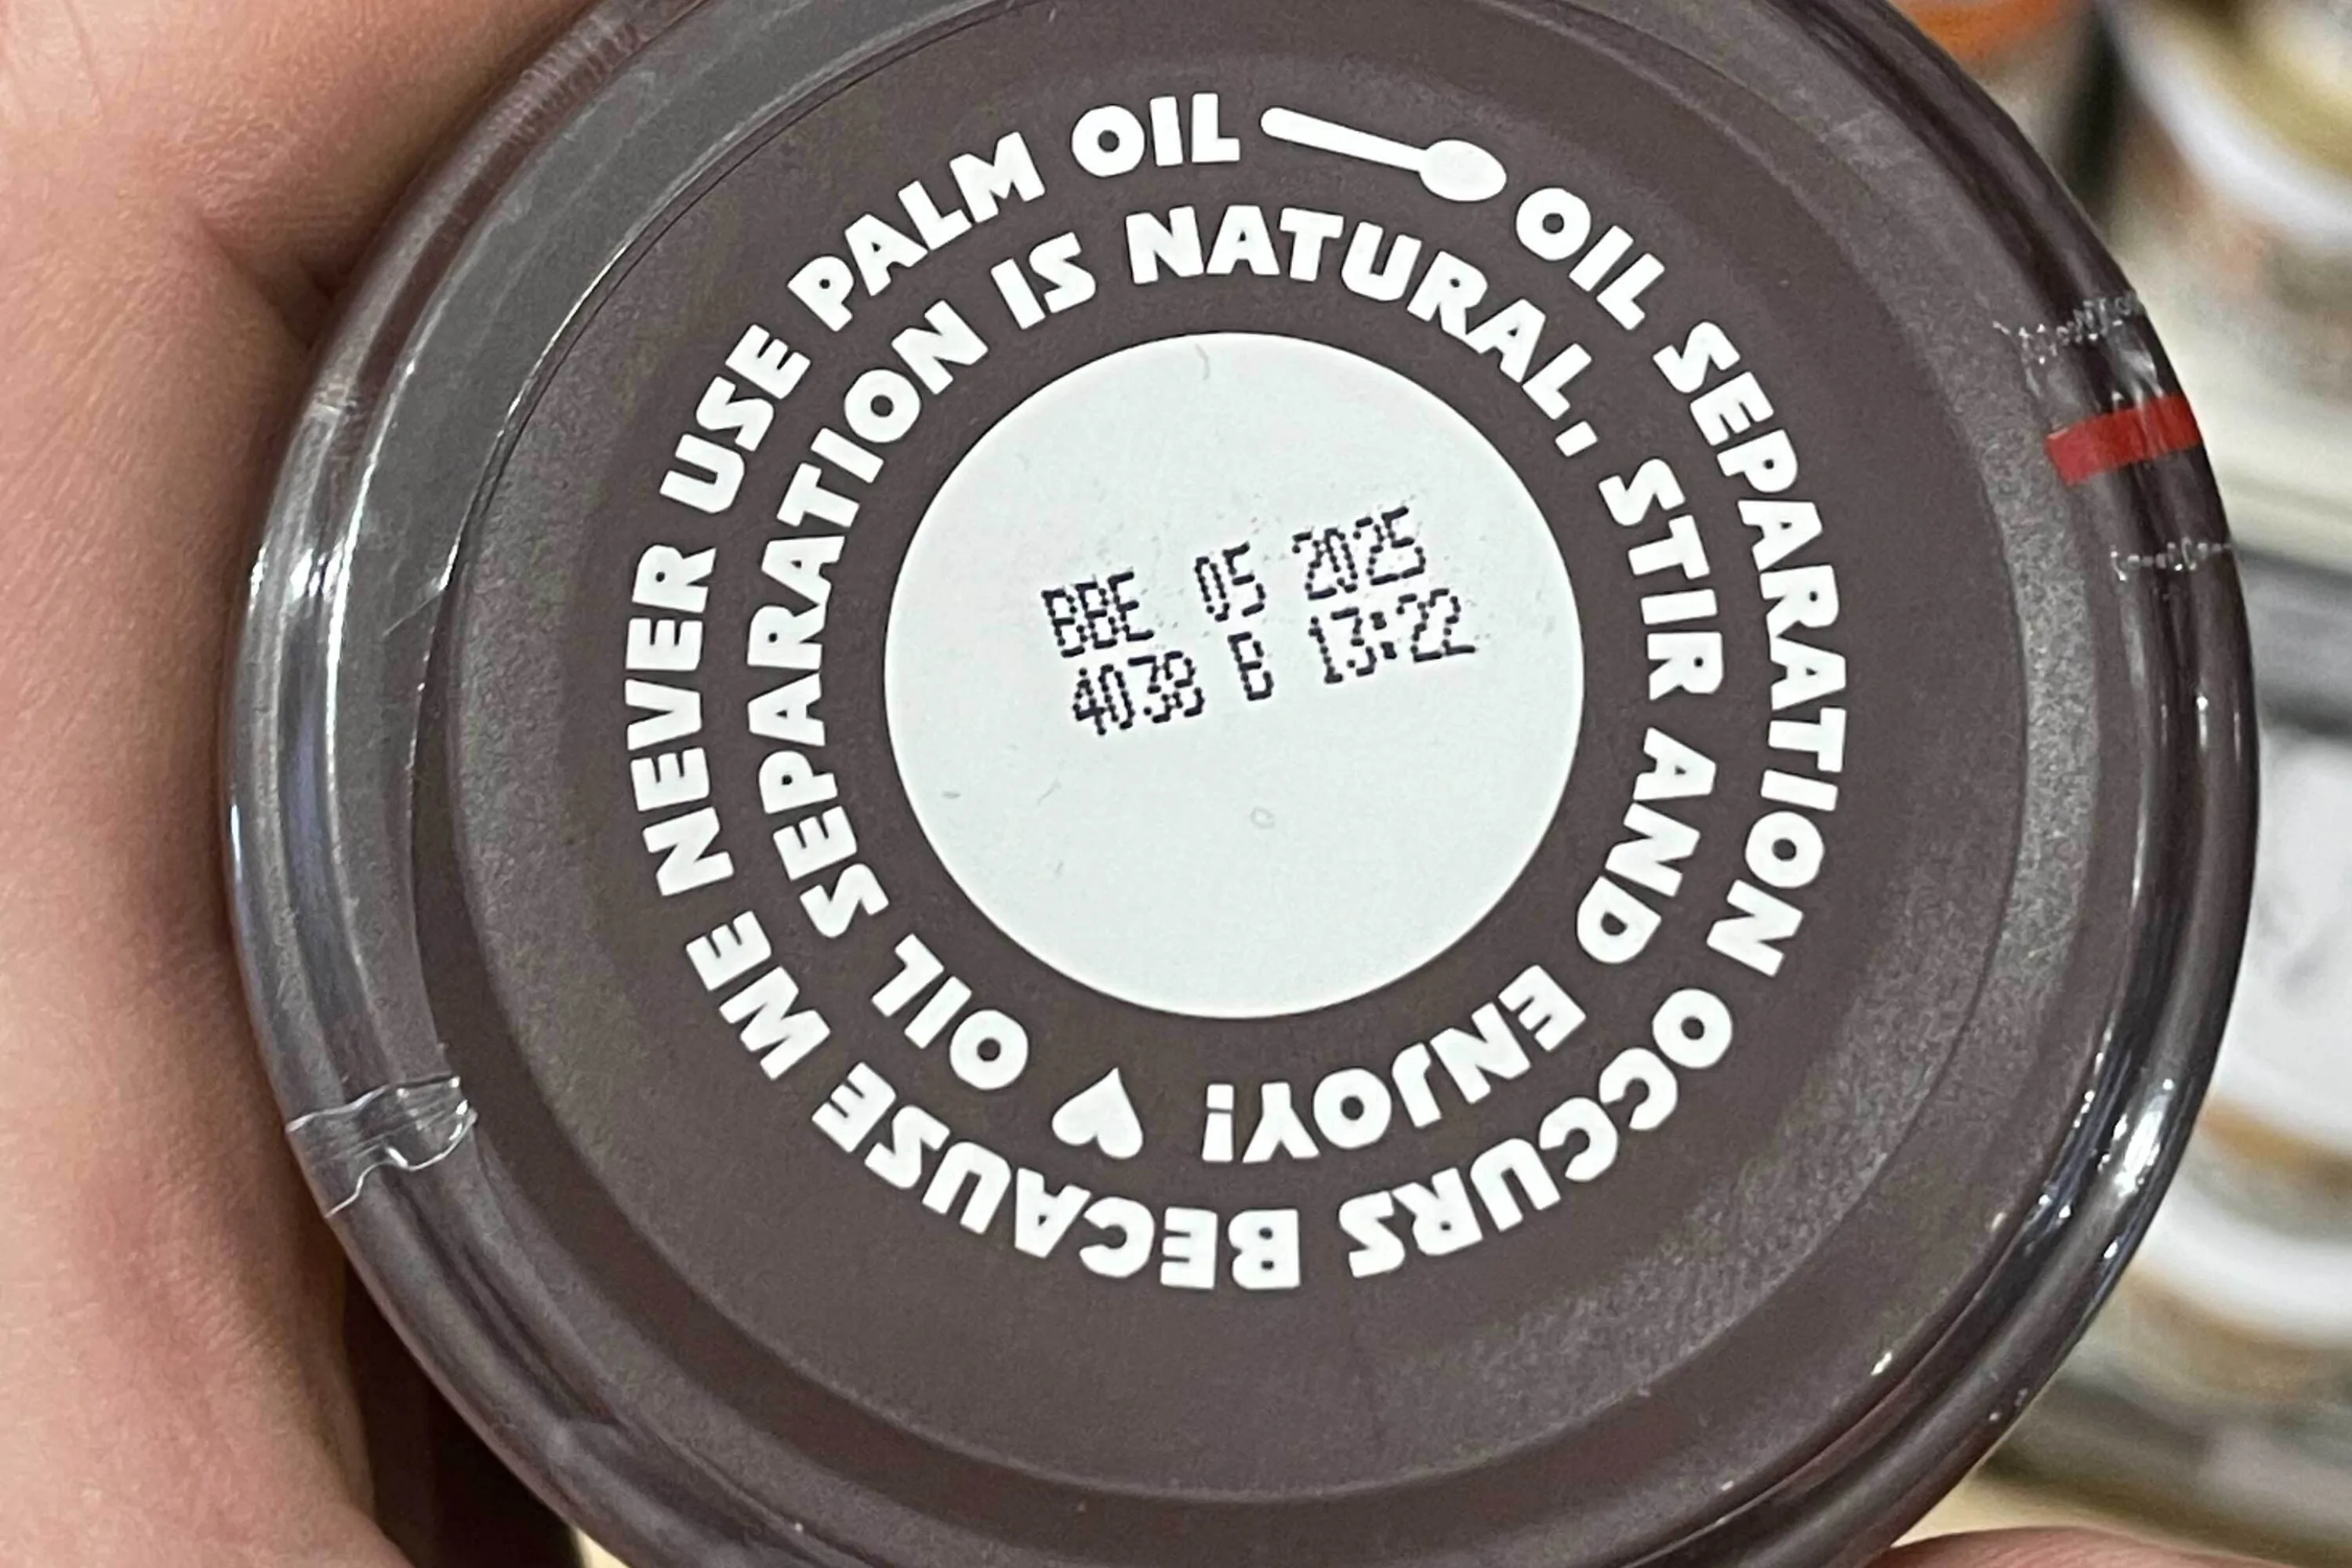 OIL SEPARATION OCCURS BECAUSE WE NEVER USE PALM OIL
OIL SEPARATION IS NATURAL, STIR AND ENJOY!
BBE 05 2025
4038 B 13:22